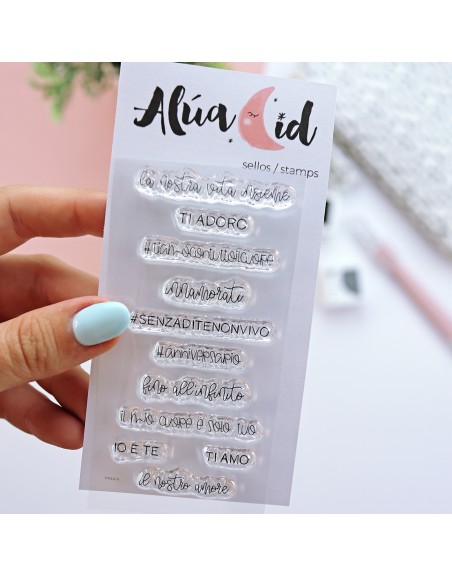 Alúa Cid
sellos / stamps
la nostra vita insieme
TI ADORO
#tiamocontuttoilcuore
innamorati
#SENZADITENONVIVO
#anniversario
fino all'infinito
il mio cuore è solo tuo
IO E TE
TI AMO
il nostro amore